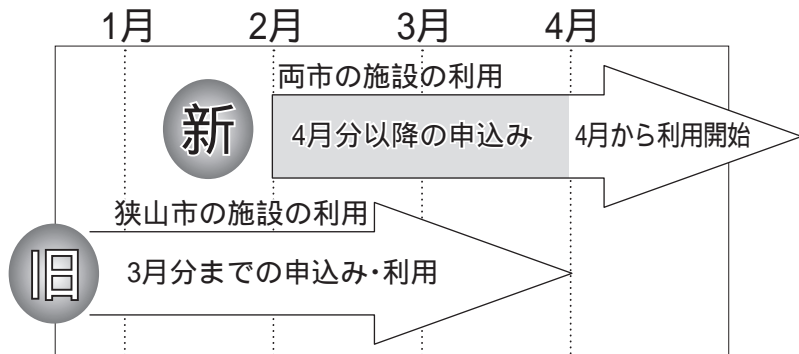 1月 2月 3月 4月
両市の施設の利用
新
4月分以降の申込み 4月から利用開始
狭山市の施設の利用
旧
3月分までの申込み・利用